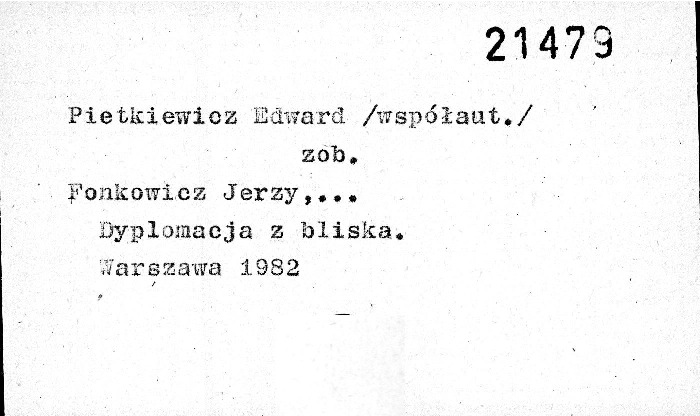 21479
Pietkiewicz Edward /współaut./
zob.
Fonkowicz Jerzy,...
Dyplomacja z bliska.
Warszawa 1982